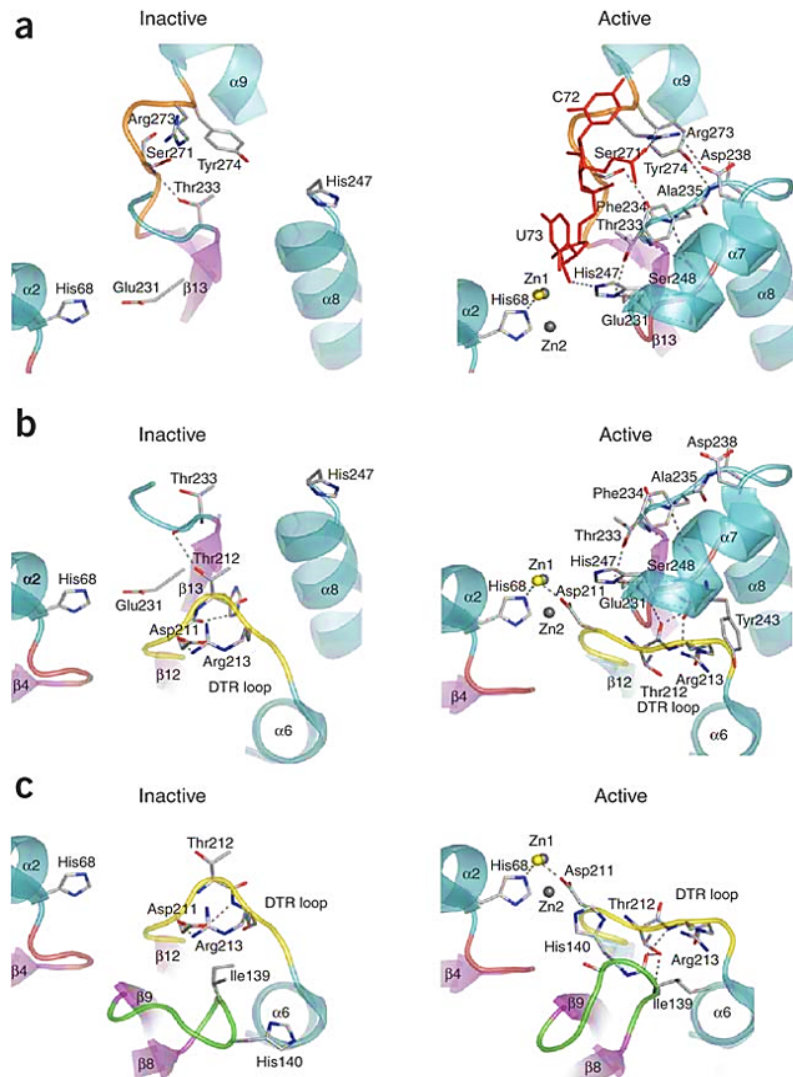 a
Inactive
Active
α9
Arg273
Ser271
Tyr274
Thr233
His247
α2
His68
Glu231
β13
α8
C72
α9
Arg273
Ser271
Tyr274
Asp238
Ala235
Phe234
Thr233
U73
α7
His247
Ser248
Zn1
α2
His68
α8
Glu231
Zn2
β13
b
Inactive
Active
Thr233
His247
α2
His68
Thr212
α8
β13
Glu231
Asp211
β12
Arg213
β4
DTR loop
α6
Asp238
Ala235
Phe234
Thr233
α7
Zn1
His247
Ser248
α2
His68
Asp211
α8
Glu231
Zn2
Tyr243
β12
Arg213
β4
Thr212
DTR loop
α6
c
Inactive
Active
Thr212
α2
His68
Asp211
DTR loop
β12
Arg213
β4
Ile139
β9
α6
β8
His140
Zn1
α2
His68
Asp211
Thr212
DTR loop
Zn2
His140
β4
Arg213
β9
Ile139
α6
β8